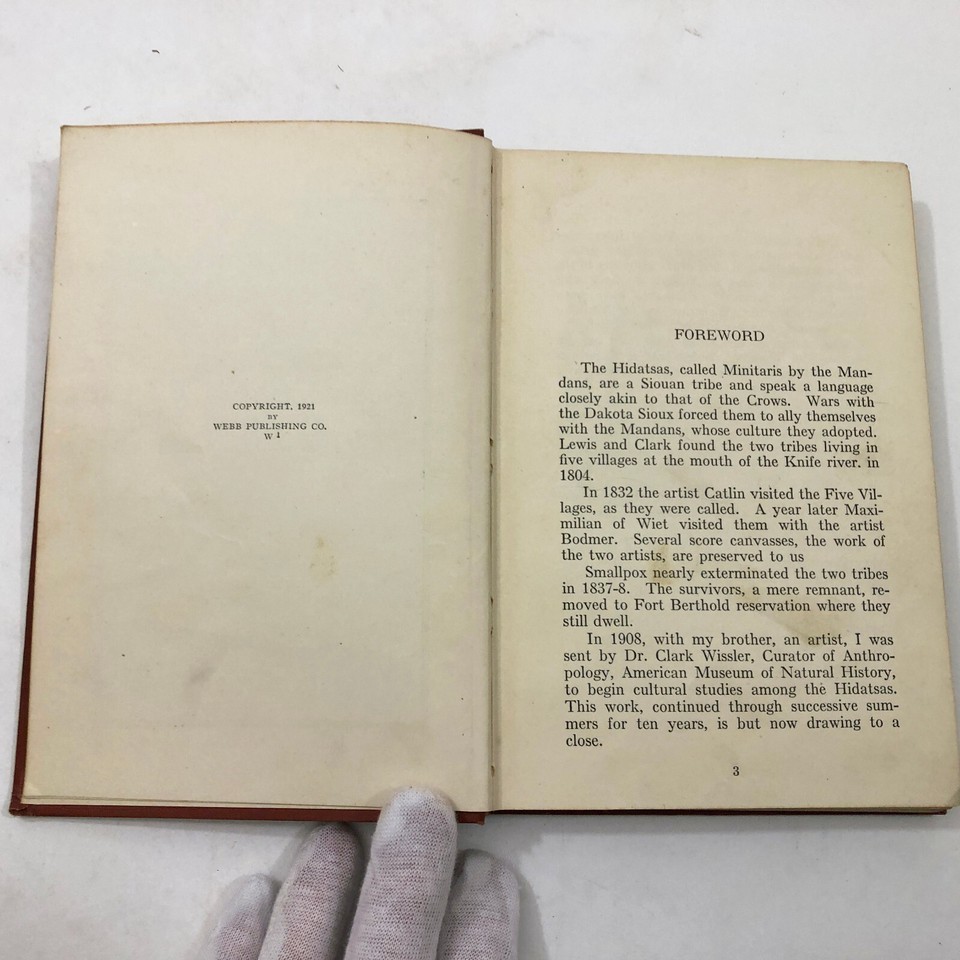 COPYRIGHT, 1921
BY
WEBB PUBLISHING CO.
W 1
FOREWORD
The Hidatsas, called Minitaris by the Man-
dans, are a Siouan tribe and speak a language
closely akin to that of the Crows. Wars with
the Dakota Sioux forced them to ally themselves
with the Mandans, whose culture they adopted.
Lewis and Clark found the two tribes living in
five villages at the mouth of the Knife river. in
1804.
In 1832 the artist Catlin visited the Five Vil-
lages, as they were called. A year later Maxi-
milian of Wiet visited them with the artist
Bodmer. Several score canvasses, the work of
the two artists, are preserved to us
Smallpox nearly exterminated the two tribes
in 1837-8. The survivors, a mere remnant, re-
moved to Fort Berthold reservation where they
still dwell.
In 1908, with my brother, an artist, I was
sent by Dr. Clark Wissler, Curator of Anthro-
pology, American Museum of Natural History,
to begin cultural studies among the Hidatsas.
This work, continued through successive sum-
mers for ten years, is but now drawing to a
close.
3